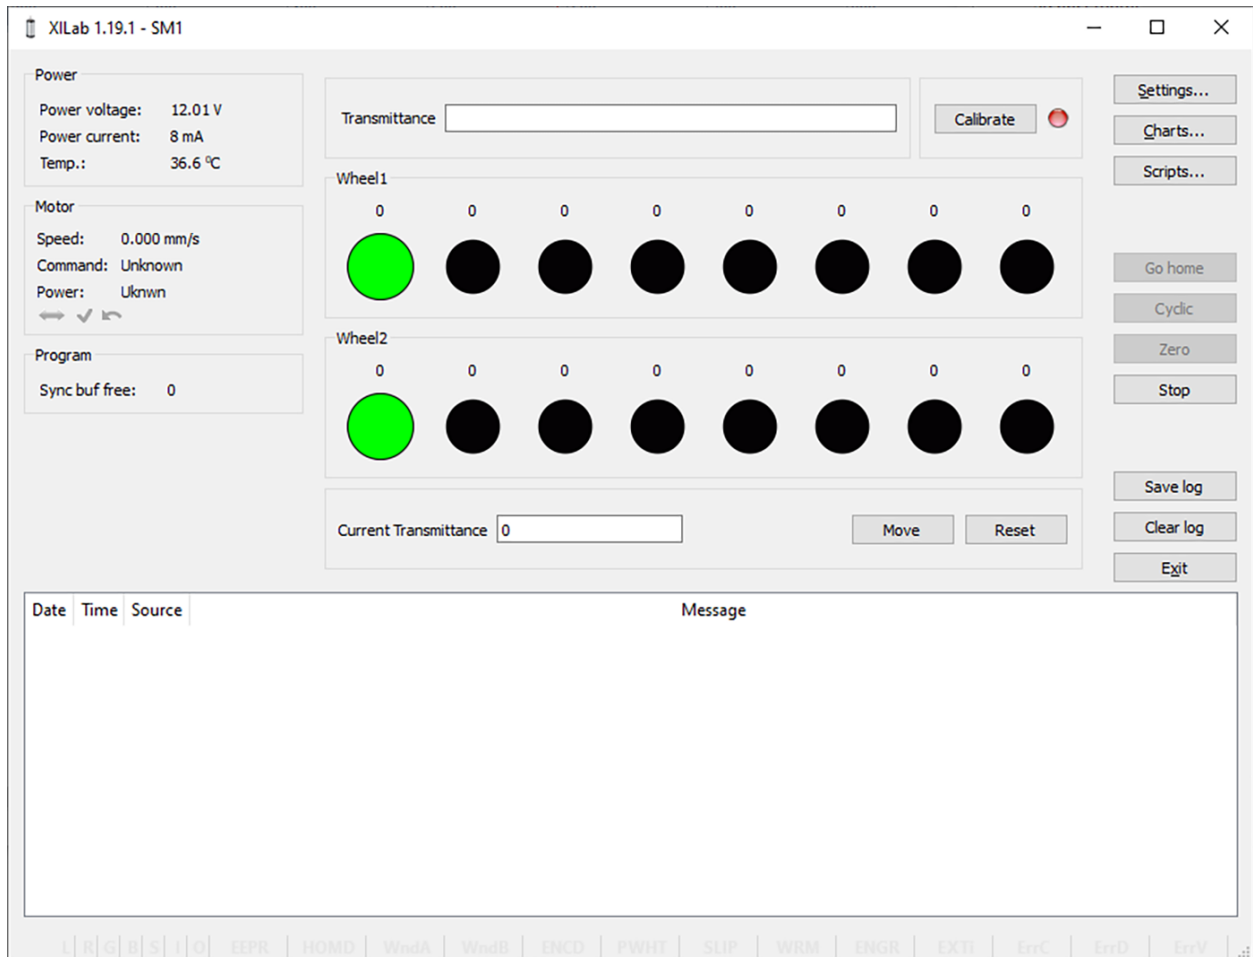 XILab 1.19.1 - SM1
Power
Power voltage: 12.01 V
Power current: 8 mA
Temp.: 36.6 ⁰C
Motor
Speed: 0.000 mm/s
Command: Unknown
Power: Uknwn
Program
Sync buf free: 0
Transmittance
Calibrate
Wheel1
0 0 0 0 0 0 0 0
Wheel2
0 0 0 0 0 0 0 0
Current Transmittance 0
Move Reset
Settings...
Charts...
Scripts...
Go home
Cyclic
Zero
Stop
Save log
Clear log
Exit
Date Time Source Message
L R G B S I O EEPR HOMD WndA WndB ENCD PWHT SLIP WRM ENGR EXTi ErrC ErrD ErrV